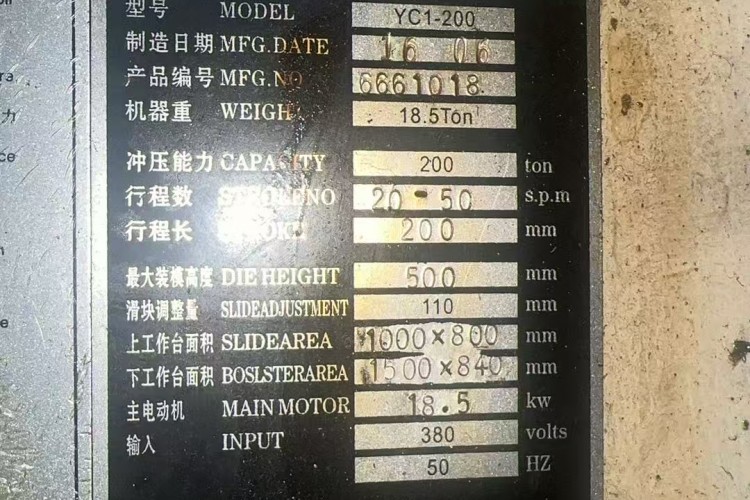 型号 MODEL YC1-200
制造日期 MFG.DATE 16 06
产品编号 MFG.NO 6661018
机器重 WEIGH 18.5Ton
冲压能力 CAPACITY 200 ton
行程数 20-50 s.p.m
行程长 200 mm
最大装模高度 DIE HEIGHT 500 mm
滑块调整量 SLIDEADJUSTMENT 110 mm
上工作台面积 SLIDEAREA 1000×800 mm
下工作台面积 BOSLSTERAREA 1500×840 mm
主电动机 MAIN MOTOR 18.5 kw
输入 INPUT 380 volts
50 HZ
ra
力
ce
n
e